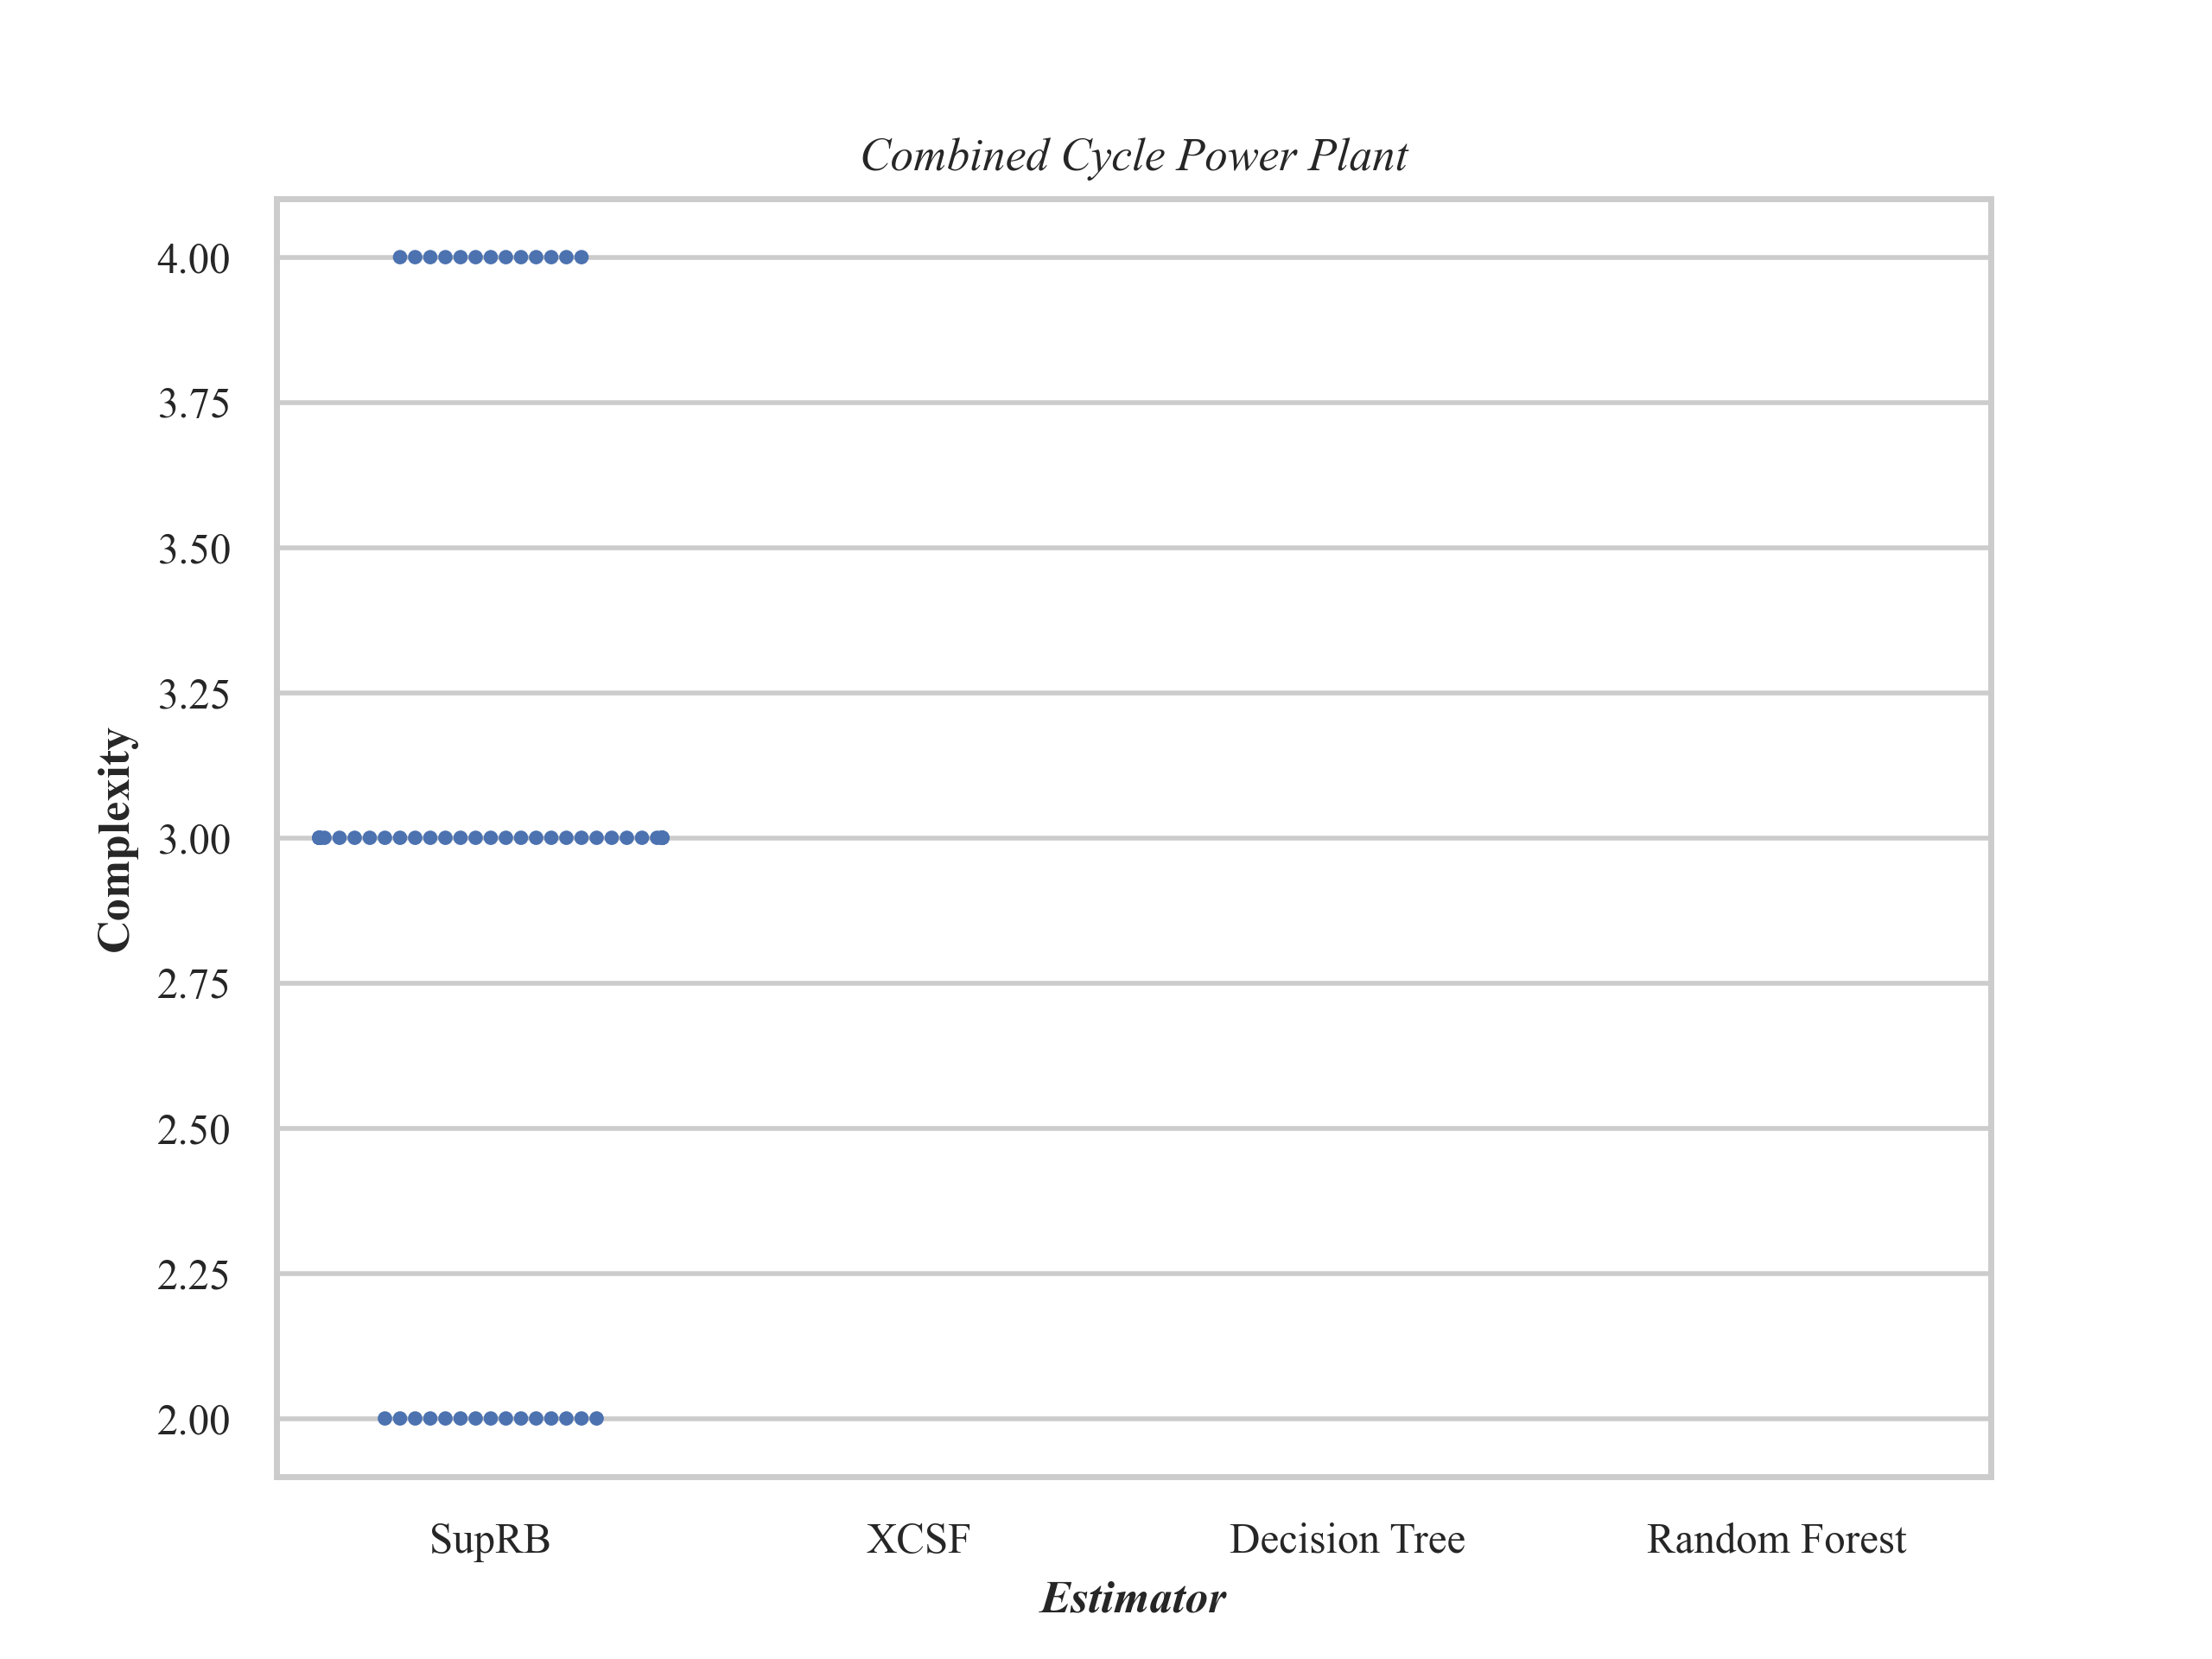 Combined Cycle Power Plant
4.00
3.75
3.50
3.25
3.00
2.75
2.50
2.25
2.00
Complexity
SupRB XCSF Decision Tree Randon Forest
Estimator